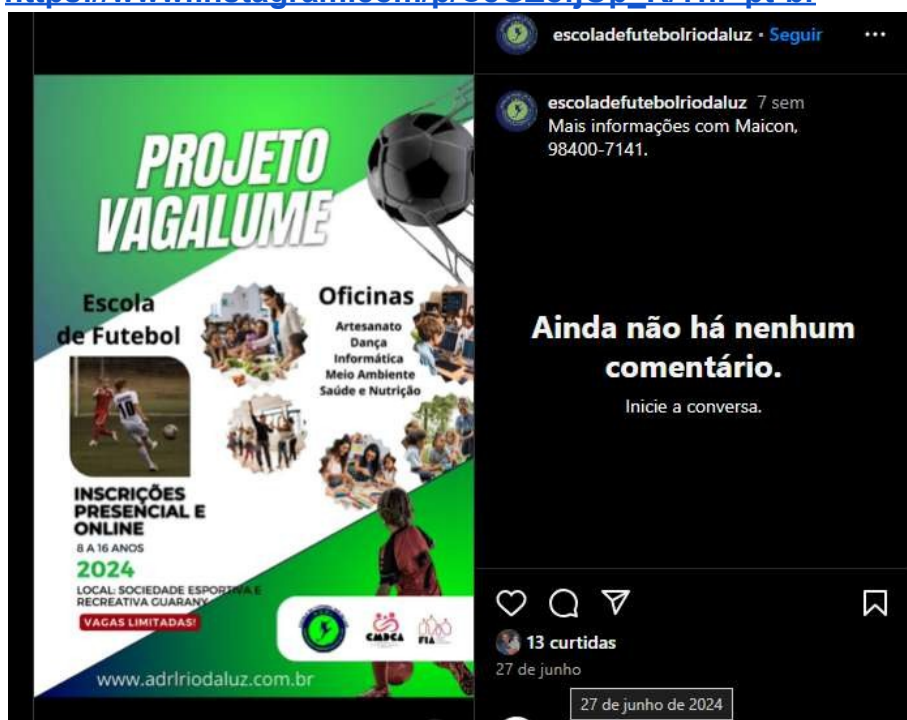 escoladefutebolriodaluz • Seguir
escoladefutebolriodaluz 7 sem
Mais informações com Maicon,
98400-7141.
PROJETO
VAGALUME
Escola
de Futebol
Oficinas
Artesanato
Dança
Informática
Meio Ambiente
Saúde e Nutrição
10
INSCRIÇÕES
PRESENCIAL E
ONLINE
8 A 16 ANOS
2024
LOCAL: SOCIEDADE ESPORTIVA E
RECREATIVA GUARANY
VAGAS LIMITADAS!
CMDCA
FIA
www.adrlriodaluz.com.br
Ainda não há nenhum
comentário.
Inicie a conversa.
13 curtidas
27 de junho
27 de junho de 2024